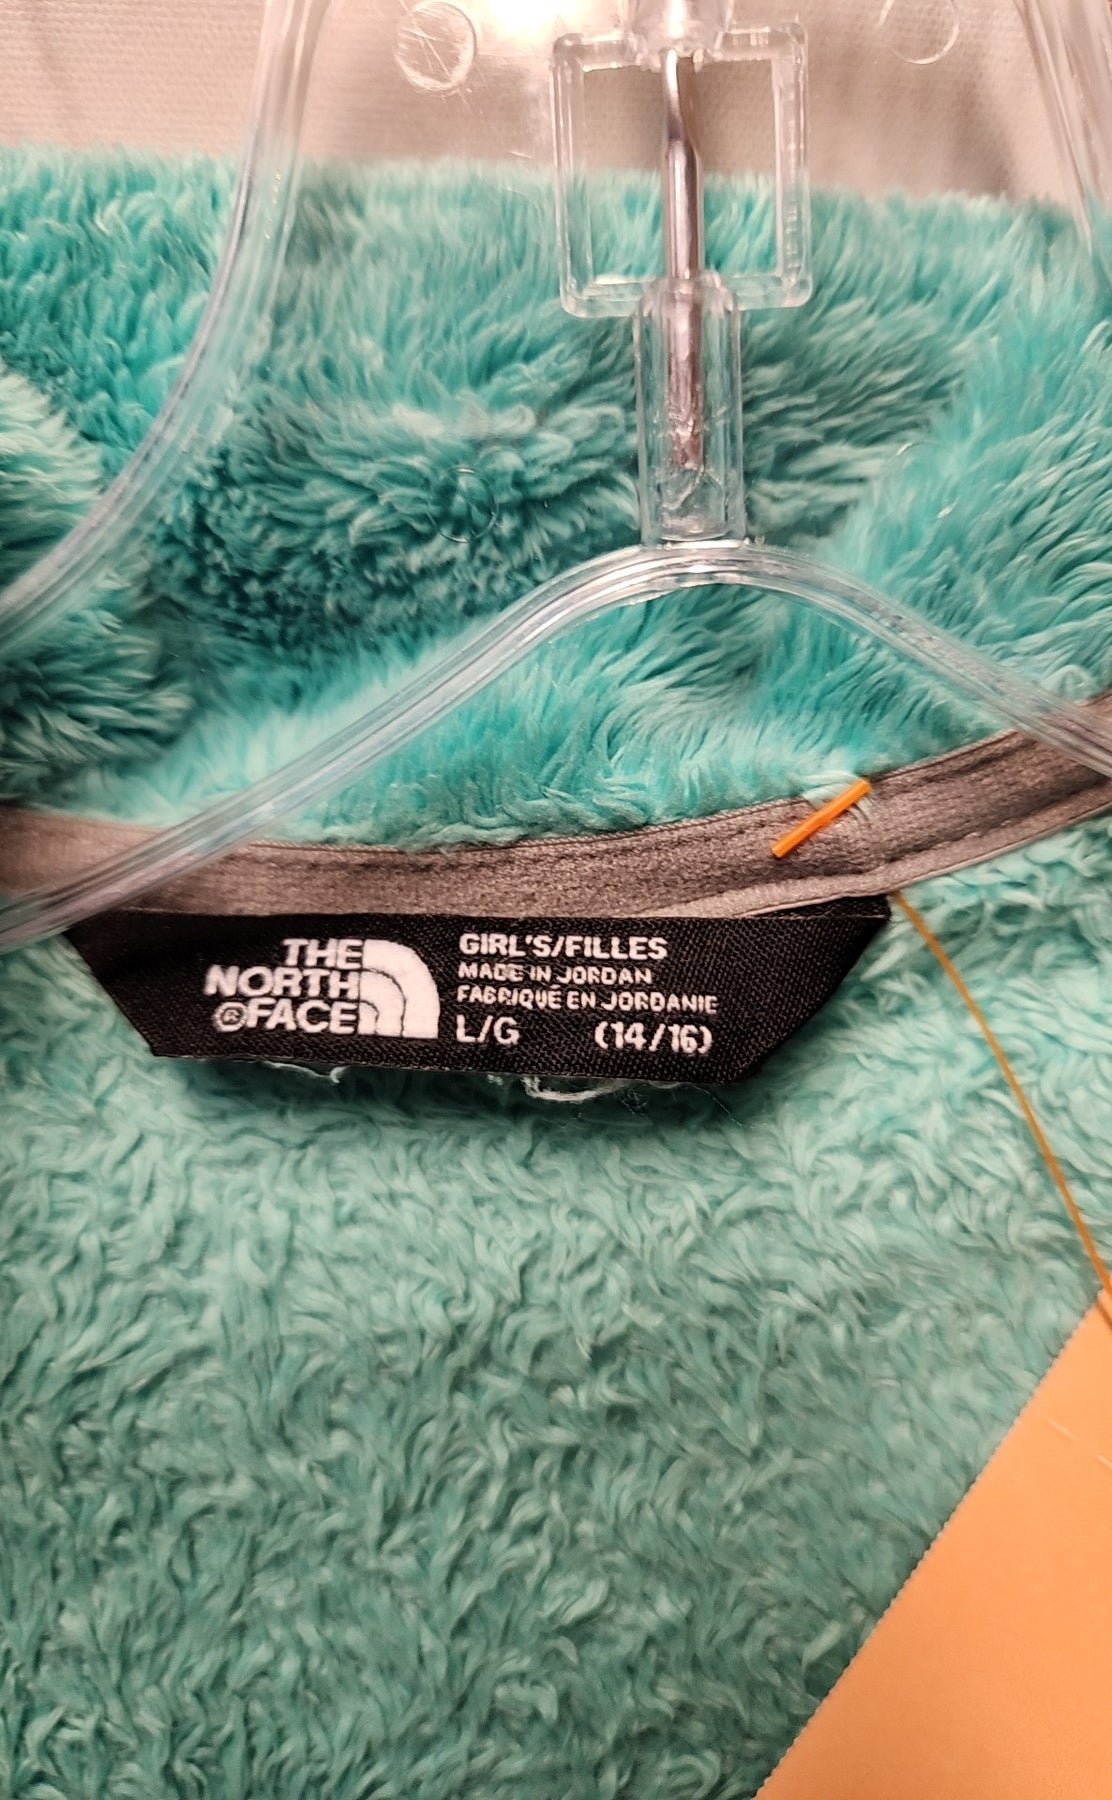 THE
NORTH
®FACE
GIRL'S/FILLES
MADE IN JORDAN
FABRIQUÉ EN JORDANIE
L/G (14/16)